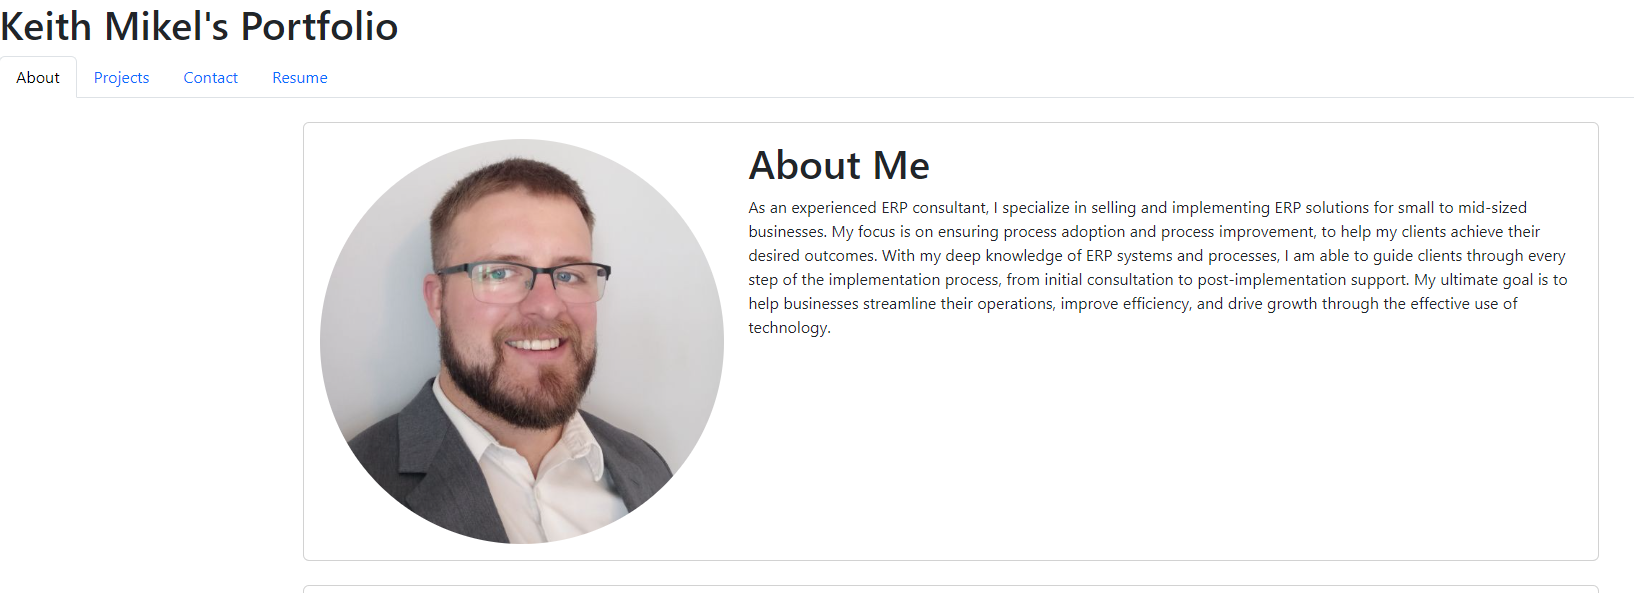 Keith Mikel's Portfolio
About
Projects
Contact
Resume
About Me
As an experienced ERP consultant, I specialize in selling and implementing ERP solutions for small to mid-sized
businesses. My focus is on ensuring process adoption and process improvement, to help my clients achieve their
desired outcomes. With my deep knowledge of ERP systems and processes, I am able to guide clients through every
step of the implementation process, from initial consultation to post-implementation support. My ultimate goal is to
help businesses streamline their operations, improve efficiency, and drive growth through the effective use of
technology.